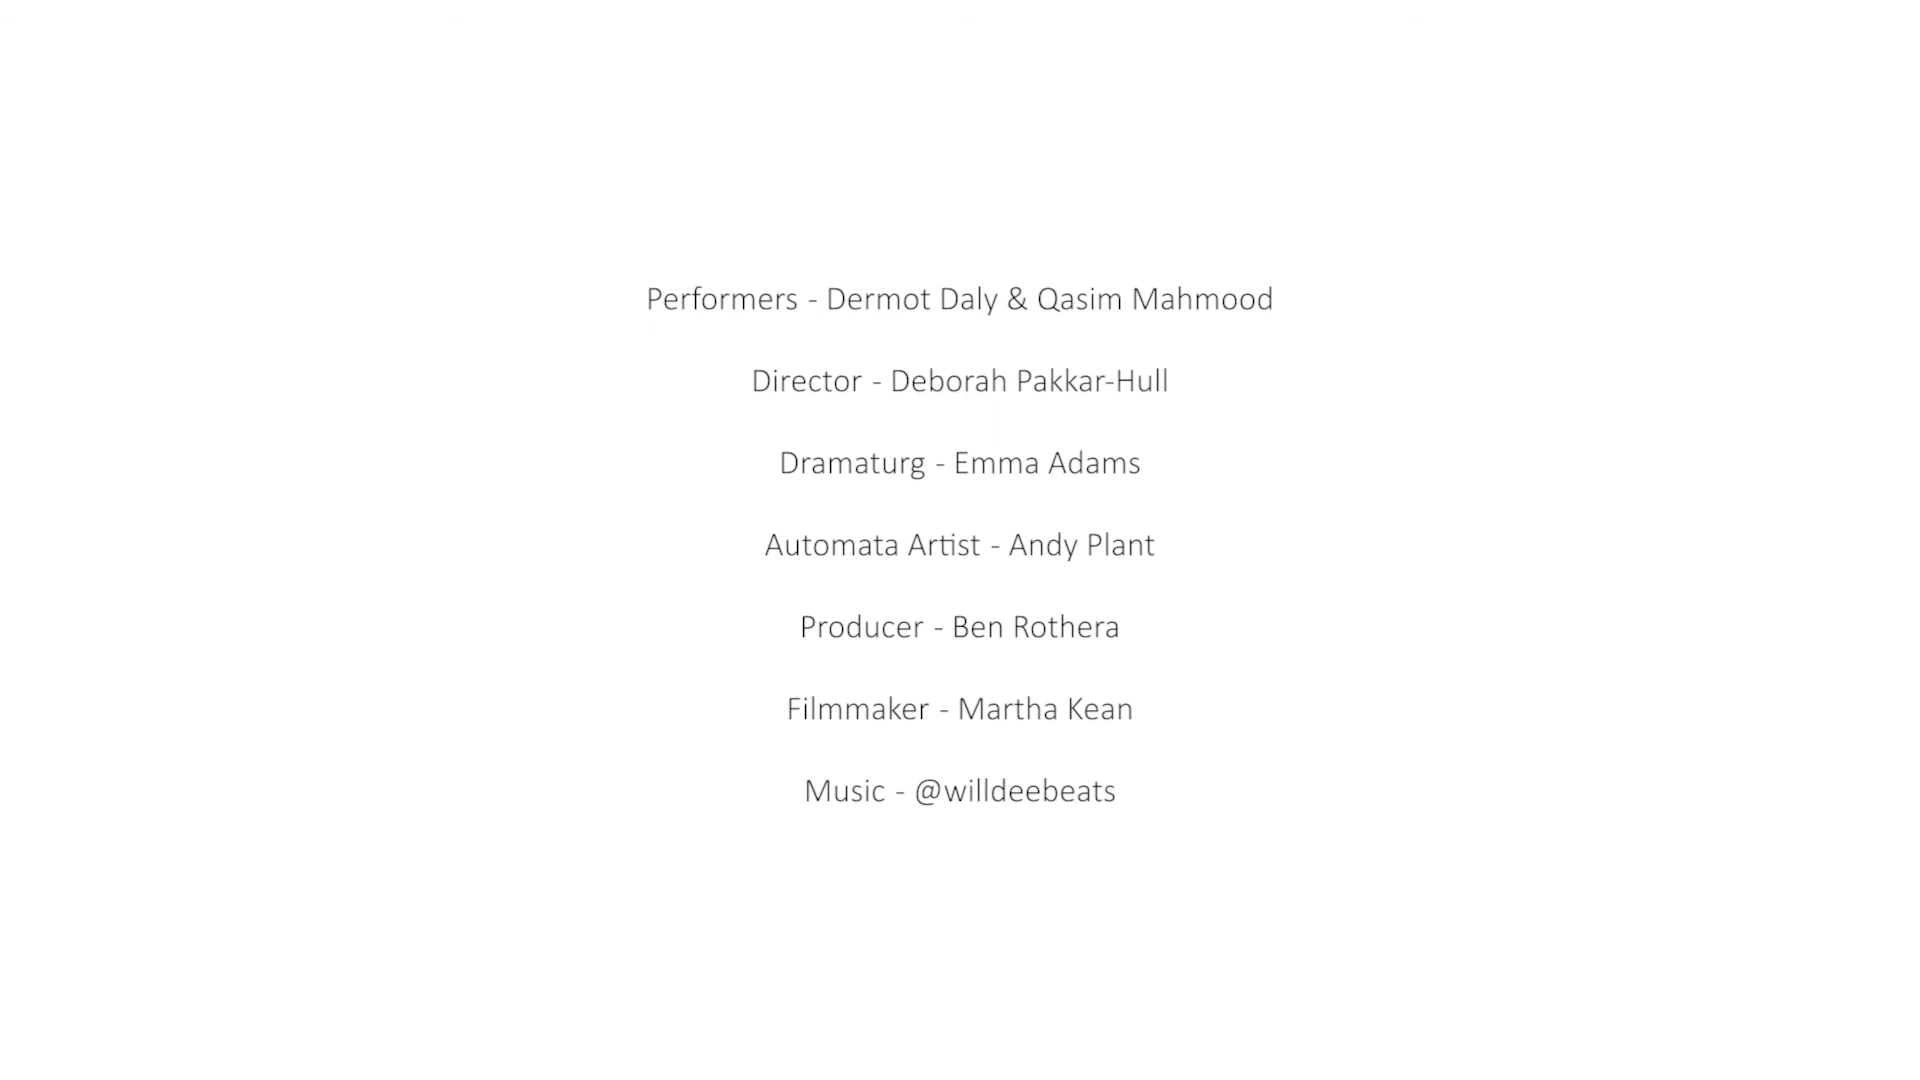 Performers - Dermot Daly & Qasim Mahmood
Director - Deborah Pakkar-Hull
Dramaturg - Emma Adams
Automata Artist - Andy Plant
Producer - Ben Rothera
Filmmaker - Martha Kean
Music - @willdeebeats